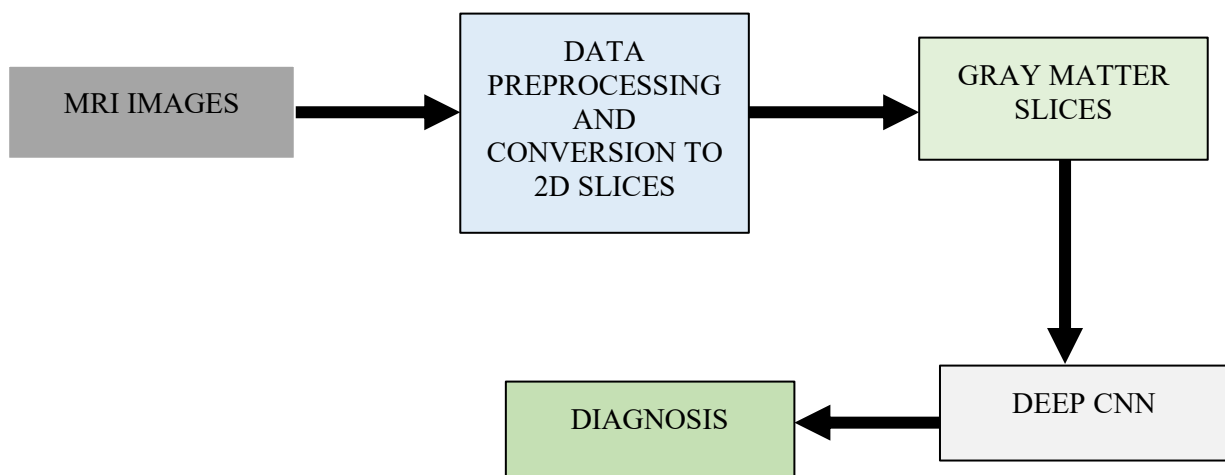 MRI IMAGES
DATA
PREPROCESSING
AND
CONVERSION TO
2D SLICES
GRAY MATTER
SLICES
DEEP CNN
DIAGNOSIS